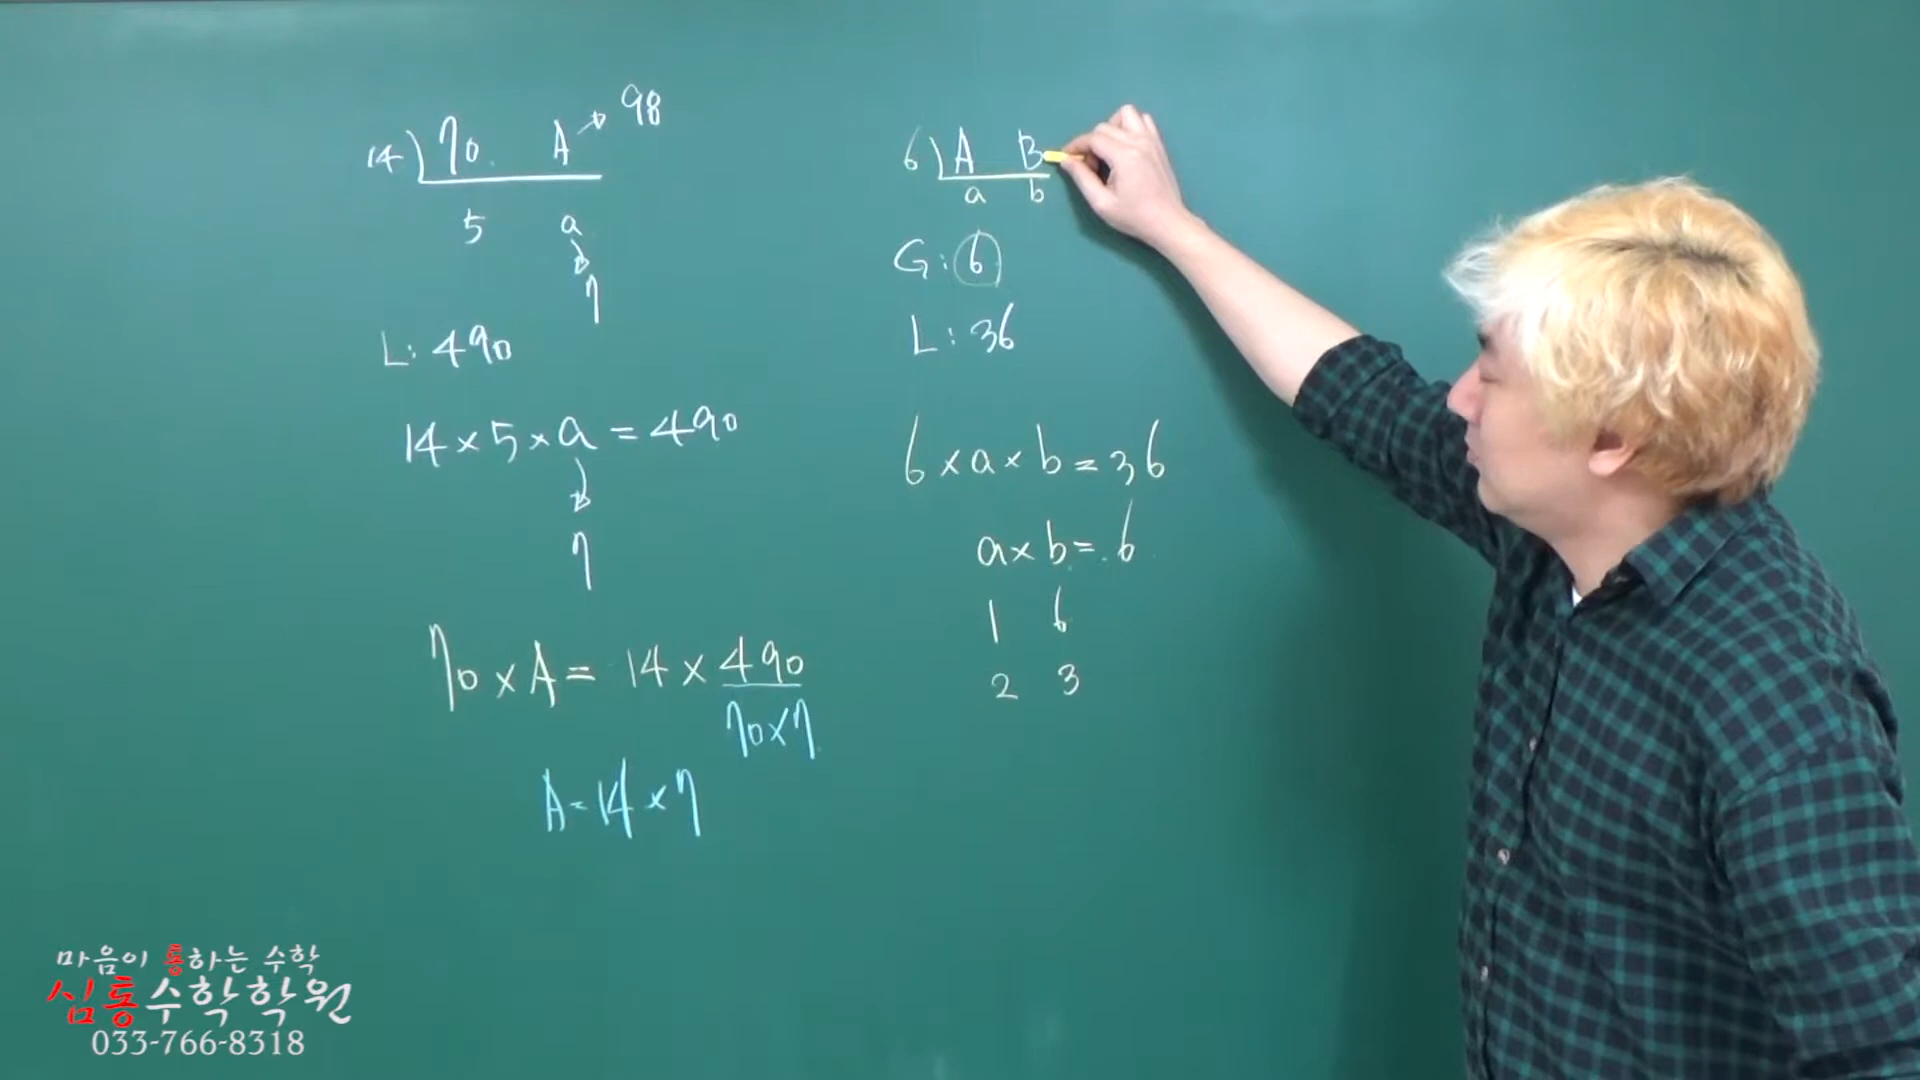 14 ) 70 A → 98
5 a
↓
7
L: 490
14 × 5 × a = 490
↓
7
70 × A = 14 × 490
70 × 7
A = 14 × 7
6 ) A B
a b
G: 6
L: 36
6 × a × b = 36
a × b = 6
1 6
2 3
마음이 통하는 수학
심통수학학원
033-766-8318